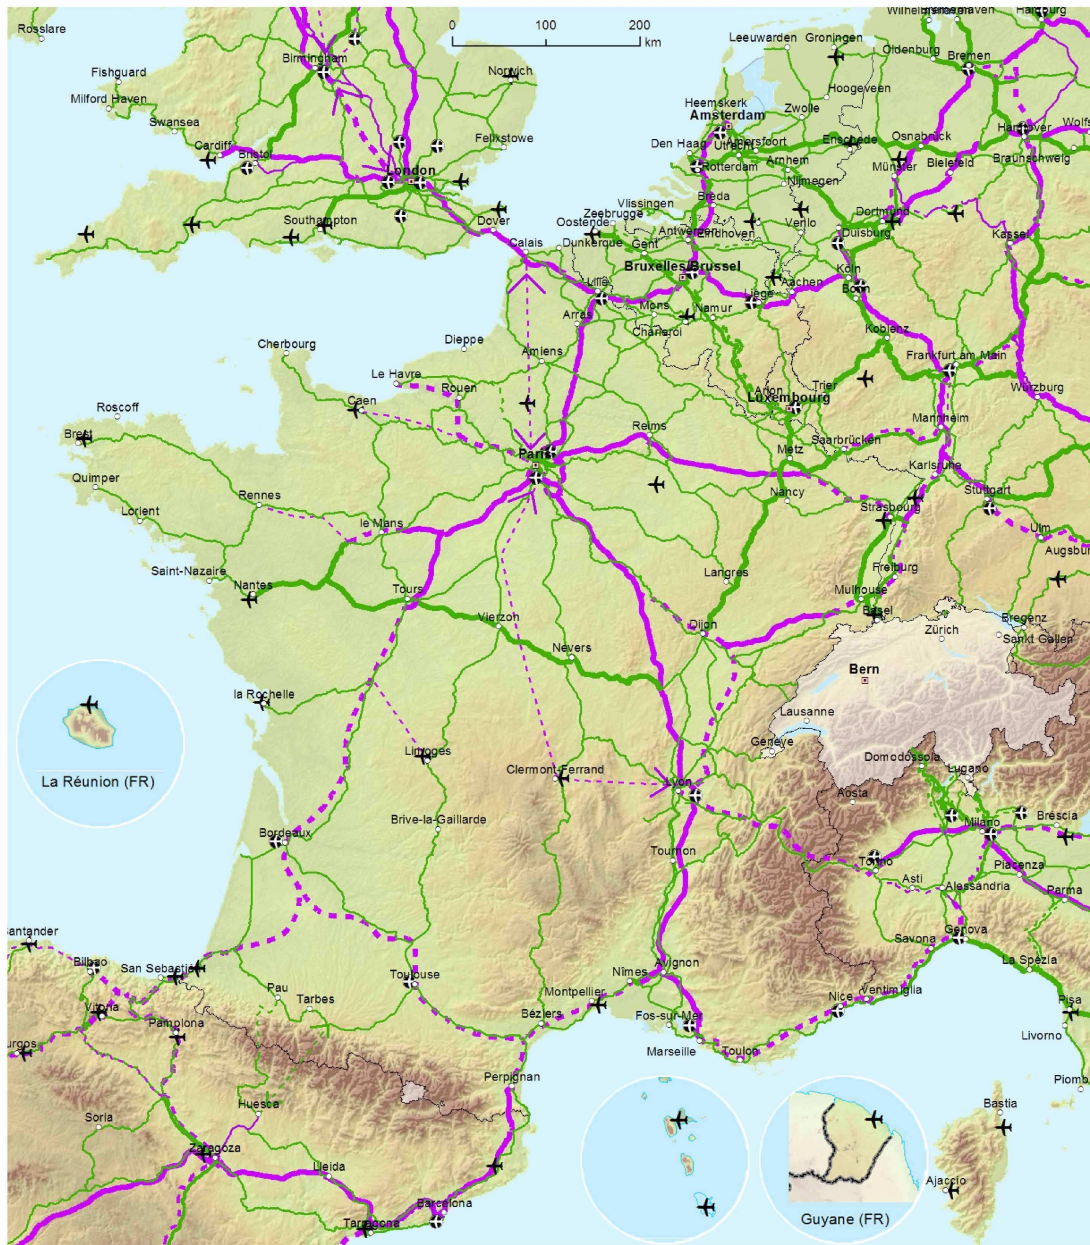 0 100 200
km
Rosslare
Birmingham
Fishguard
Milford Haven
Swansea
Cardiff
Bristol
Norwich
Felixstowe
London
Southampton
Dover
Leeuwarden
Groningen
Oldenburg
Bremen
Hoogeveen
Heemskerk
Amsterdam
Zwolle
Amersfoort
Enschede
Osnabrück
Hannover
Den Haag
Utrecht
Rotterdam
Arnhem
Nijmegen
Münster
Bielefeld
Braunschweig
Vlissingen
Breda
Zeebrugge
Oostende
Antwerpen
Eindhoven
Venlo
Duisburg
Dortmund
Kassel
Calais
Dunkerque
Gent
Bruxelles/Brussel
Köln
Bonn
Aachen
Lille
Mons
Liège
Namur
Charleroi
Arras
Koblenz
Dieppe
Amiens
Frankfurt am Main
Cherbourg
Le Havre
Rouen
Caen
Arlon
Trier
Luxembourg
Würzburg
Mannheim
Roscoff
Brest
Reims
Saarbrücken
Paris
Metz
Karlsruhe
Quimper
Rennes
Nancy
Stuttgart
Strasbourg
Lorient
le Mans
Ulm
Augsburg
Saint-Nazaire
Nantes
Tours
Langres
Freiburg
Mulhouse
Basel
Vierzon
Dijon
Bregenz
Zürich
Sankt Gallen
Nevers
Bern
la Rochelle
Lausanne
Genève
La Réunion (FR)
Limoges
Clermont-Ferrand
Lyon
Domodossola
Lugano
Aosta
Brive-la-Gaillarde
Bordeaux
Milano
Brescia
Tournon
Torino
Asti
Piacenza
Alessandria
Parma
Santander
Bilbao
San Sebastián
Genova
Savona
La Spezia
Toulouse
Nîmes
Avignon
Vitoria
Pau
Tarbes
Montpellier
Béziers
Fos-sur-Mer
Nice
Ventimiglia
Pisa
Pamplona
Marseille
Toulon
Livorno
Perpignan
Huesca
Soria
Bastia
Zaragoza
Lleida
Ajaccio
Barcelona
Tarragona
Guyane (FR)